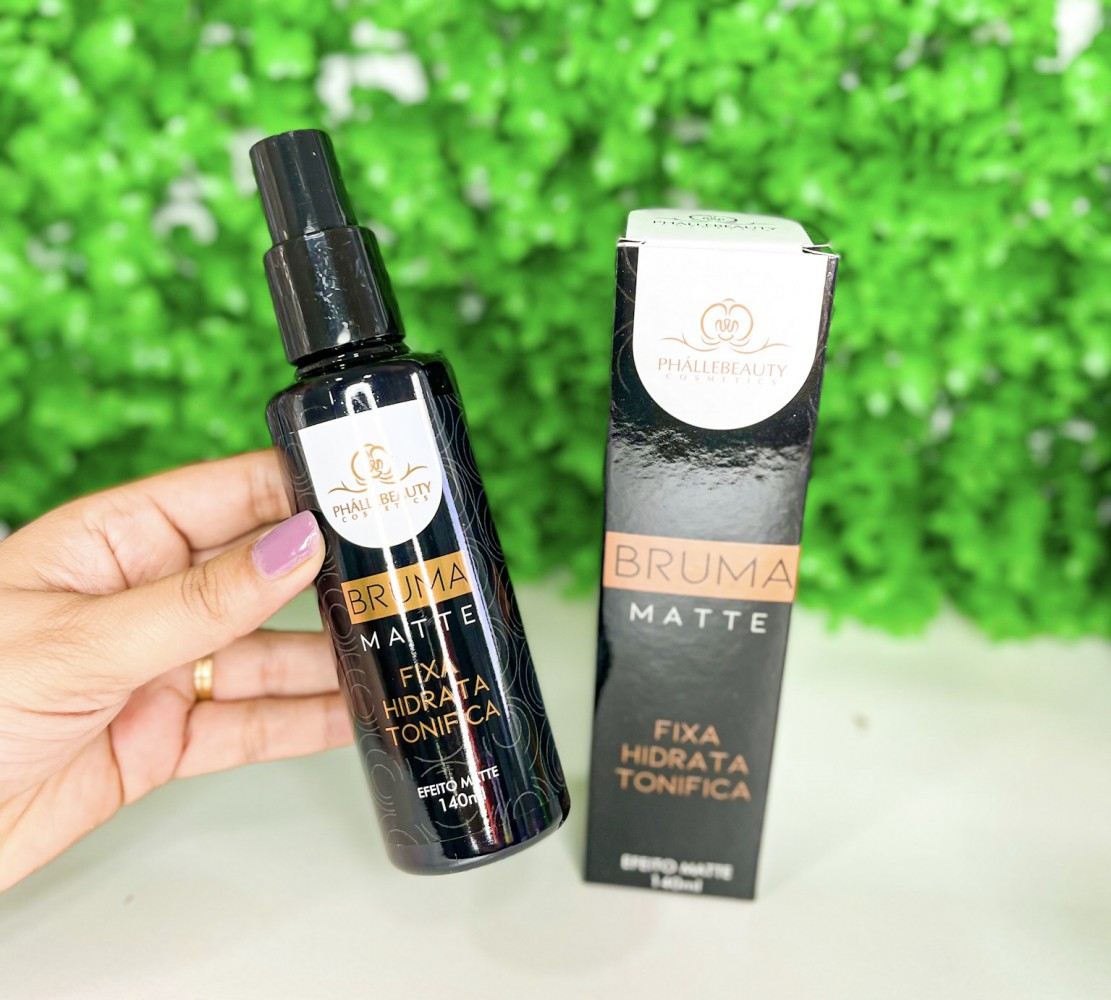 PHÁLLEBEAUTY
COSMETICS
BRUMA
MATTE
FIXA
HIDRATA
TONIFICA
EFEITO MATTE
140ml
PHÁLLEBEAUTY
PHÁLLEBEAUTY
COSMETICS
BRUMA
MATTE
FIXA
HIDRATA
TONIFICA
EFEITO MATTE
140ml